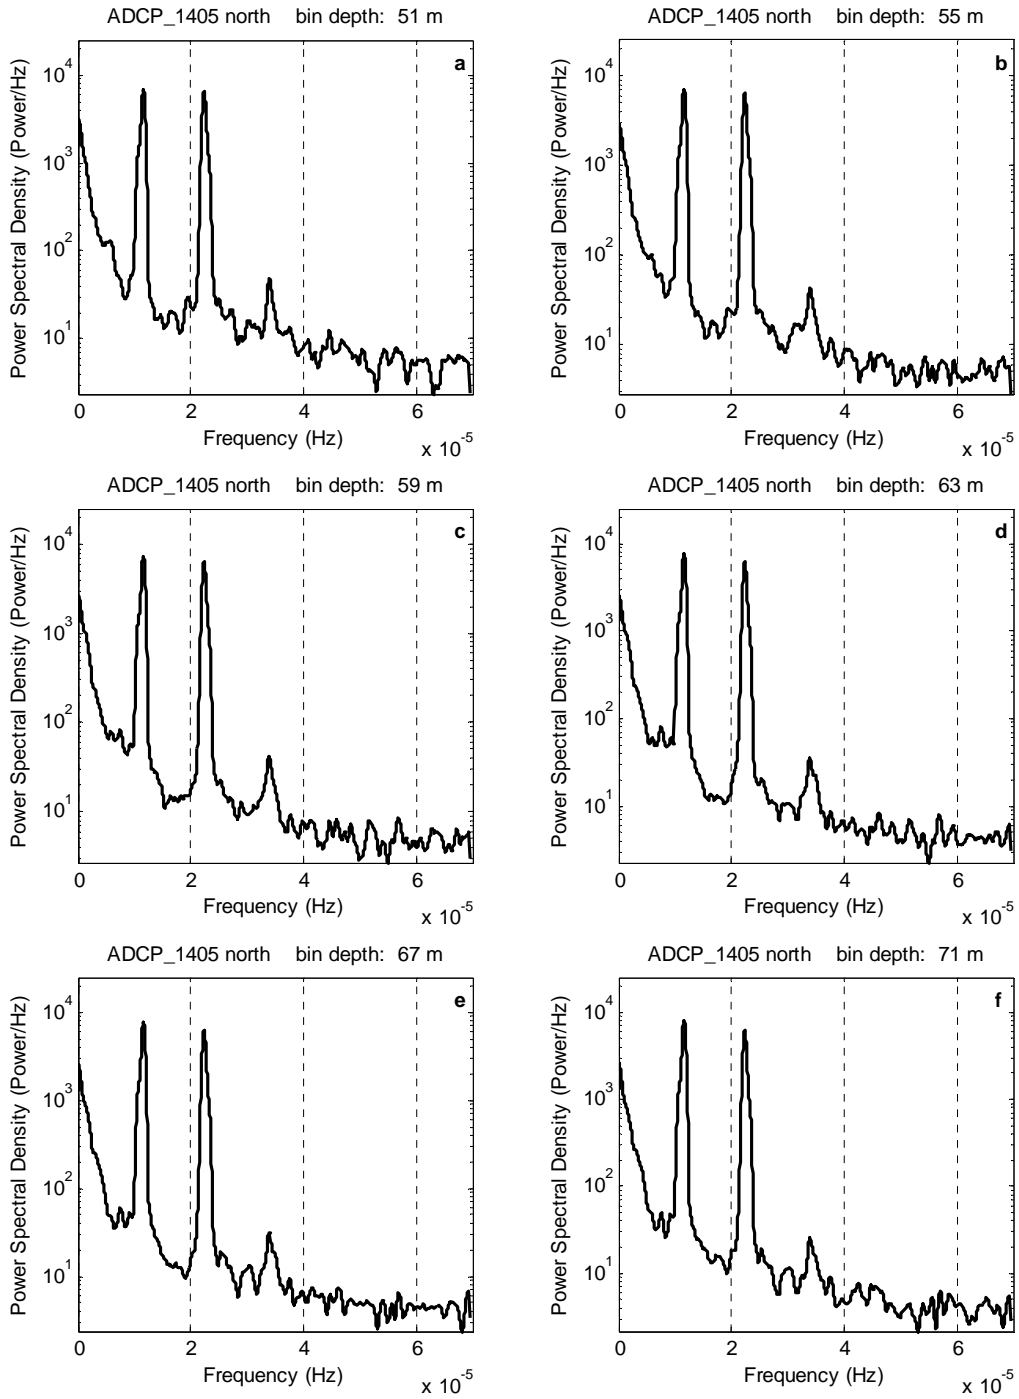 ADCP_1405 north bin depth: 51 m
a
Power Spectral Density (Power/Hz)
10^4
10^3
10^2
10^1
0 2 4 6
Frequency (Hz)
x 10^-5
ADCP_1405 north bin depth: 55 m
b
Power Spectral Density (Power/Hz)
10^4
10^3
10^2
10^1
0 2 4 6
Frequency (Hz)
x 10^-5
ADCP_1405 north bin depth: 59 m
c
Power Spectral Density (Power/Hz)
10^4
10^3
10^2
10^1
0 2 4 6
Frequency (Hz)
x 10^-5
ADCP_1405 north bin depth: 63 m
d
Power Spectral Density (Power/Hz)
10^4
10^3
10^2
10^1
0 2 4 6
Frequency (Hz)
x 10^-5
ADCP_1405 north bin depth: 67 m
e
Power Spectral Density (Power/Hz)
10^4
10^3
10^2
10^1
0 2 4 6
Frequency (Hz)
x 10^-5
ADCP_1405 north bin depth: 71 m
f
Power Spectral Density (Power/Hz)
10^4
10^3
10^2
10^1
0 2 4 6
Frequency (Hz)
x 10^-5